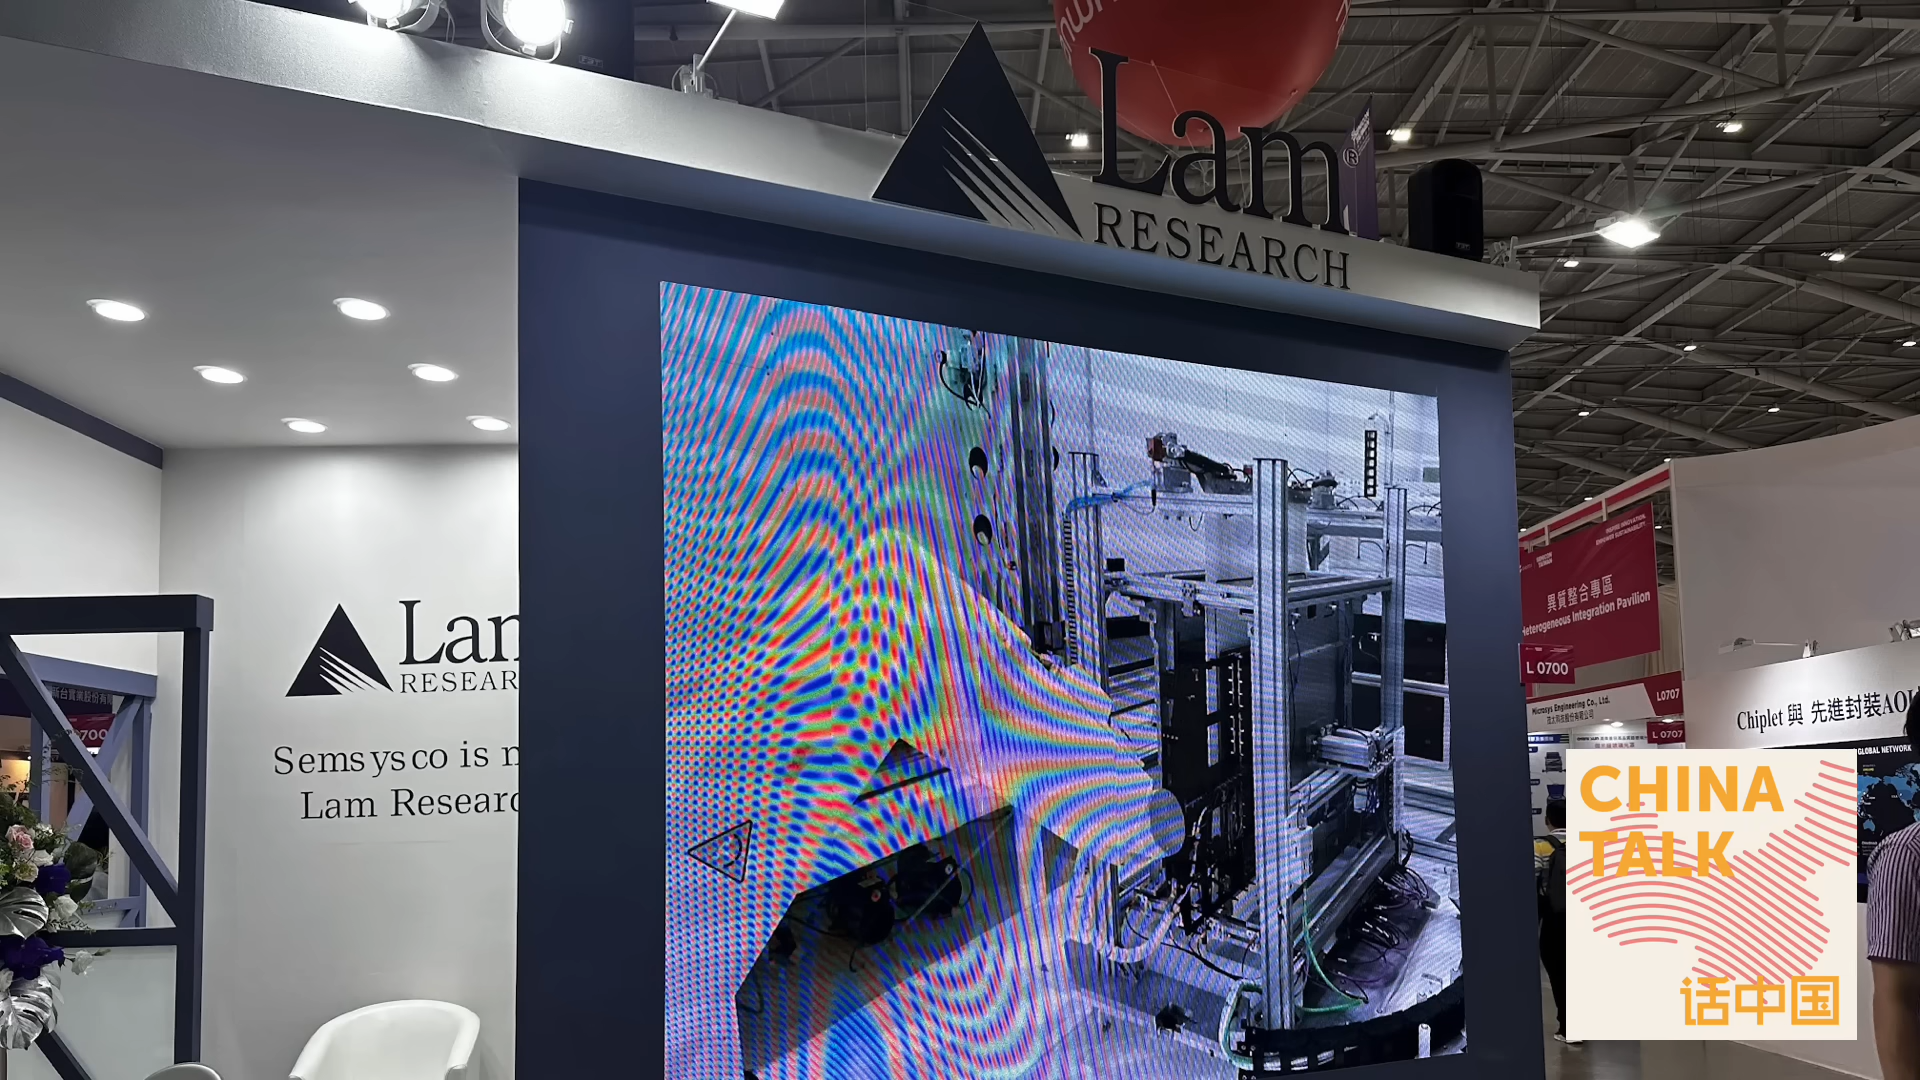 Lam®
RESEARCH
Lam
RESEAR
Semsysco is
Lam Research
異質整合專區
Heterogeneous Integration Pavilion
L 0700
L0707
Microsys Engineering Co., Ltd.
L 0707
Chiplet 與 先進封裝AOI
GLOBAL NETWORK
700
CHINA
TALK
话中国